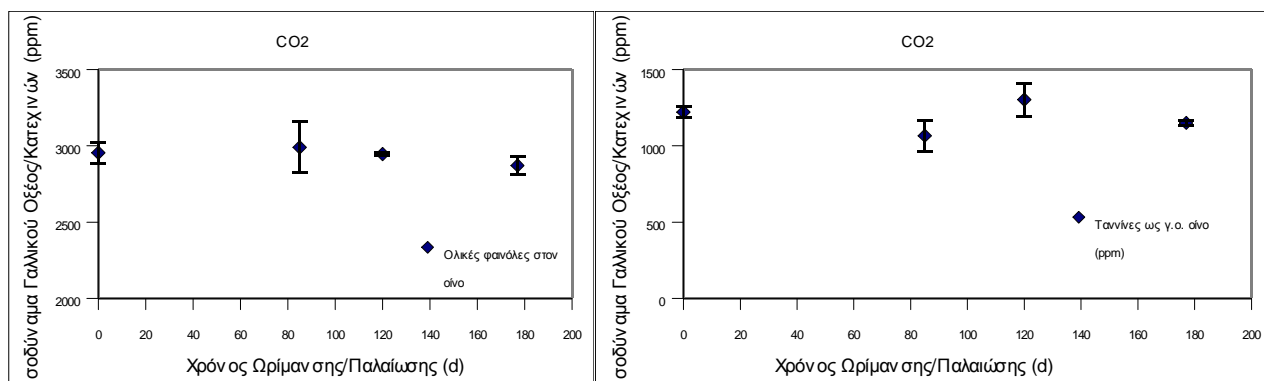 CO2
σοδύναμα Γαλλικού Οξέος/Κατεχινών (ppm)
3500
3000
2500
2000
0 20 40 60 80 100 120 140 160 180 200
Χρόνος Ωρίμανσης/Παλαίωσης (d)
Ολικές φαινόλες στον
οίνο
CO2
σοδύναμα Γαλλικού Οξέος/Κατεχινών (ppm)
1500
1000
500
0
0 20 40 60 80 100 120 140 160 180 200
Χρόνος Ωρίμανσης/Παλαιώσης (d)
Ταννίνες ως γ.ο. οίνο
(ppm)